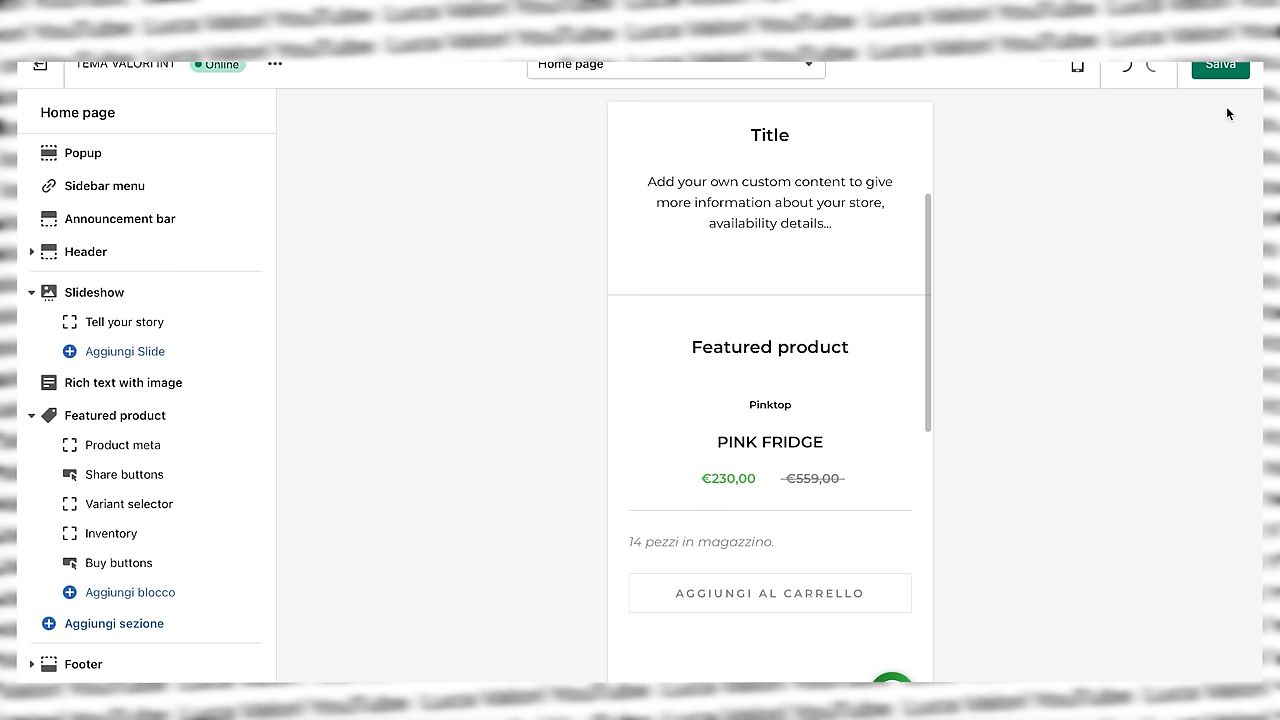 TEMA VALORI INT
Online
Home page
Salva
Home page
Popup
Sidebar menu
Announcement bar
Header
Slideshow
Tell your story
Aggiungi Slide
Rich text with image
Featured product
Product meta
Share buttons
Variant selector
Inventory
Buy buttons
Aggiungi blocco
Aggiungi sezione
Footer
Title
Add your own custom content to give
more information about your store,
availability details...
Featured product
Pinktop
PINK FRIDGE
€230,00 €559,00
14 pezzi in magazzino.
AGGIUNGI AL CARRELLO